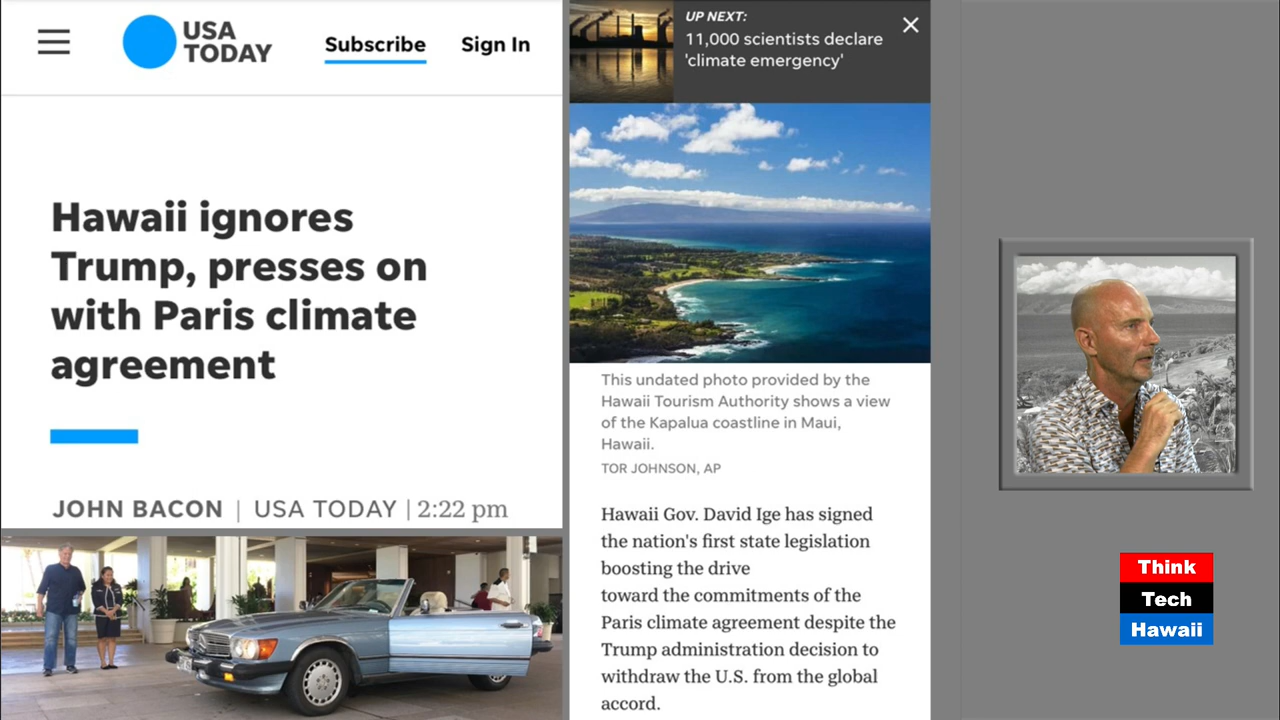 USA
TODAY
Subscribe
Sign In
Hawaii ignores
Trump, presses on
with Paris climate
agreement
JOHN BACON | USA TODAY | 2:22 pm
UP NEXT:
11,000 scientists declare
'climate emergency'
This undated photo provided by the
Hawaii Tourism Authority shows a view
of the Kapalua coastline in Maui,
Hawaii.
TOR JOHNSON, AP
Hawaii Gov. David Ige has signed
the nation's first state legislation
boosting the drive
toward the commitments of the
Paris climate agreement despite the
Trump administration decision to
withdraw the U.S. from the global
accord.
Think
Tech
Hawaii